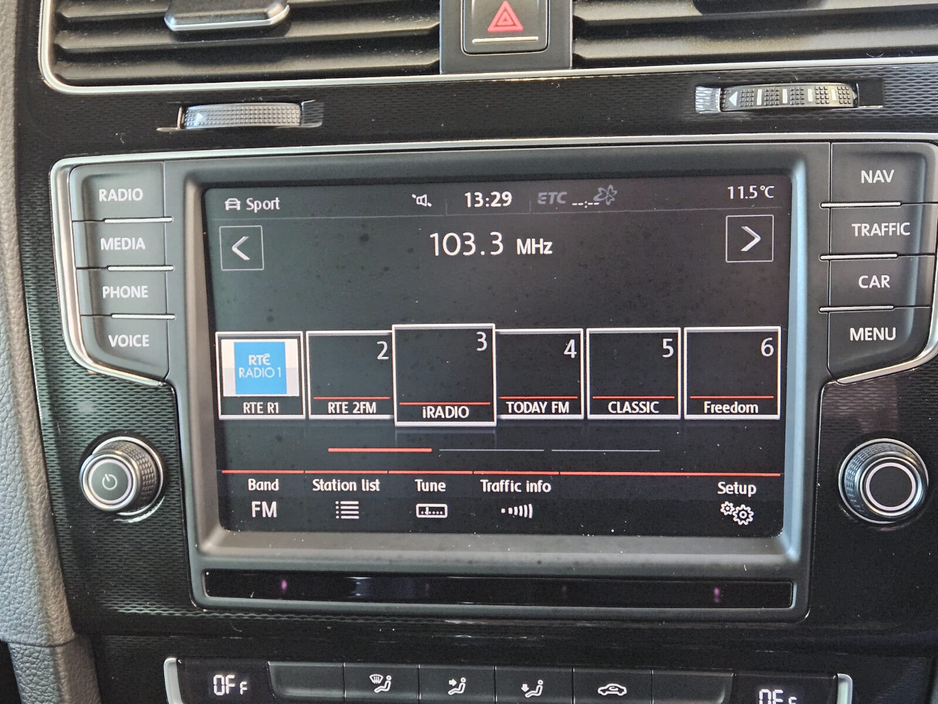 RADIO
MEDIA
PHONE
VOICE
NAV
TRAFFIC
CAR
MENU
Sport
13:29
ETC --:--
11.5°C
103.3 MHz
RTÉ
RADIO 1
RTE R1
2
RTE 2FM
3
iRADIO
4
TODAY FM
5
CLASSIC
6
Freedom
Band
FM
Station list
Tune
Traffic info
Setup
OFF
OFF